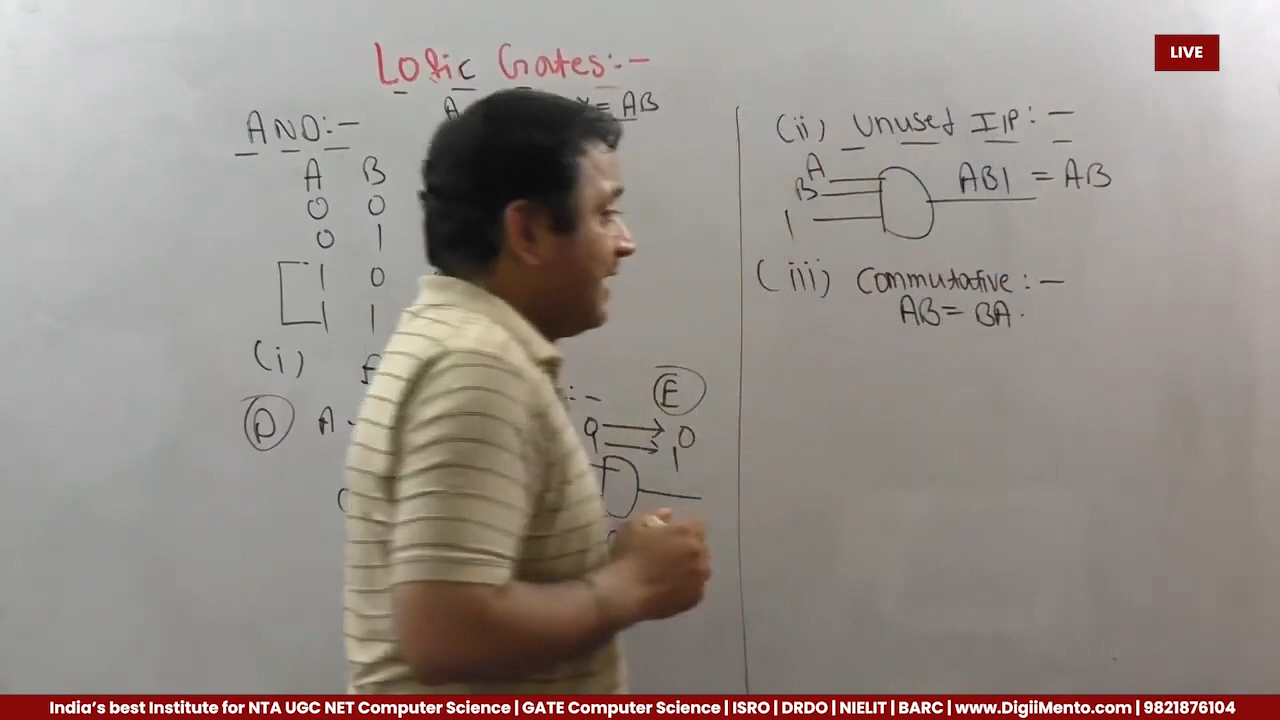 LIVE
Logic Gates:-
AND:-
A
= AB
A B
0 0
0 1
1 0
1 1
(i)
:-
D A
E
0
1
(ii) Unused I/P:-
A
B
1
AB1 = AB
(iii) Commutative:-
AB = BA.
India's best Institute for NTA UGC NET Computer Science | GATE Computer Science | ISRO | DRDO | NIELIT | BARC | www.DigiiMento.com | 9821876104